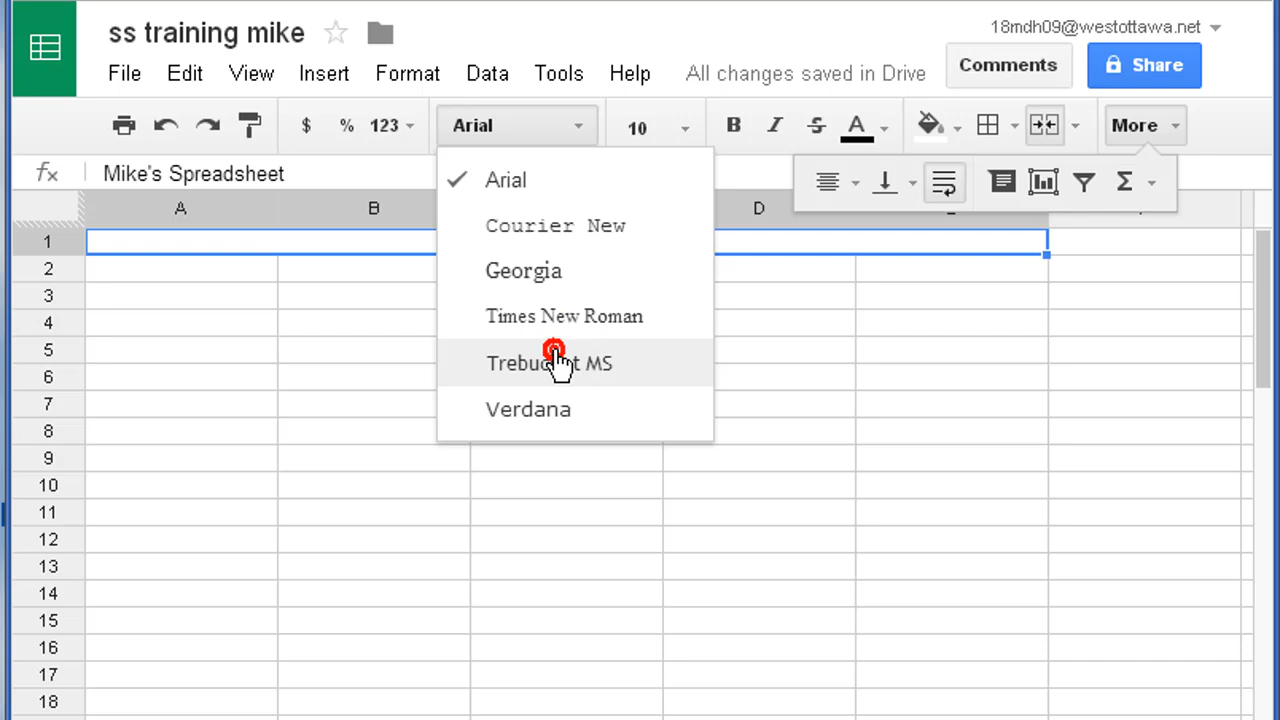 ss training mike
18mdh09@westottawa.net
File Edit View Insert Format Data Tools Help All changes saved in Drive
Comments Share
$ % 123 Arial 10 B I S A More
fx Mike's Spreadsheet
Arial
Courier New
Georgia
Times New Roman
MS
Verdana
Σ
A B D
1
2
3
4
5
6
7
8
9
10
11
12
13
14
15
16
17
18